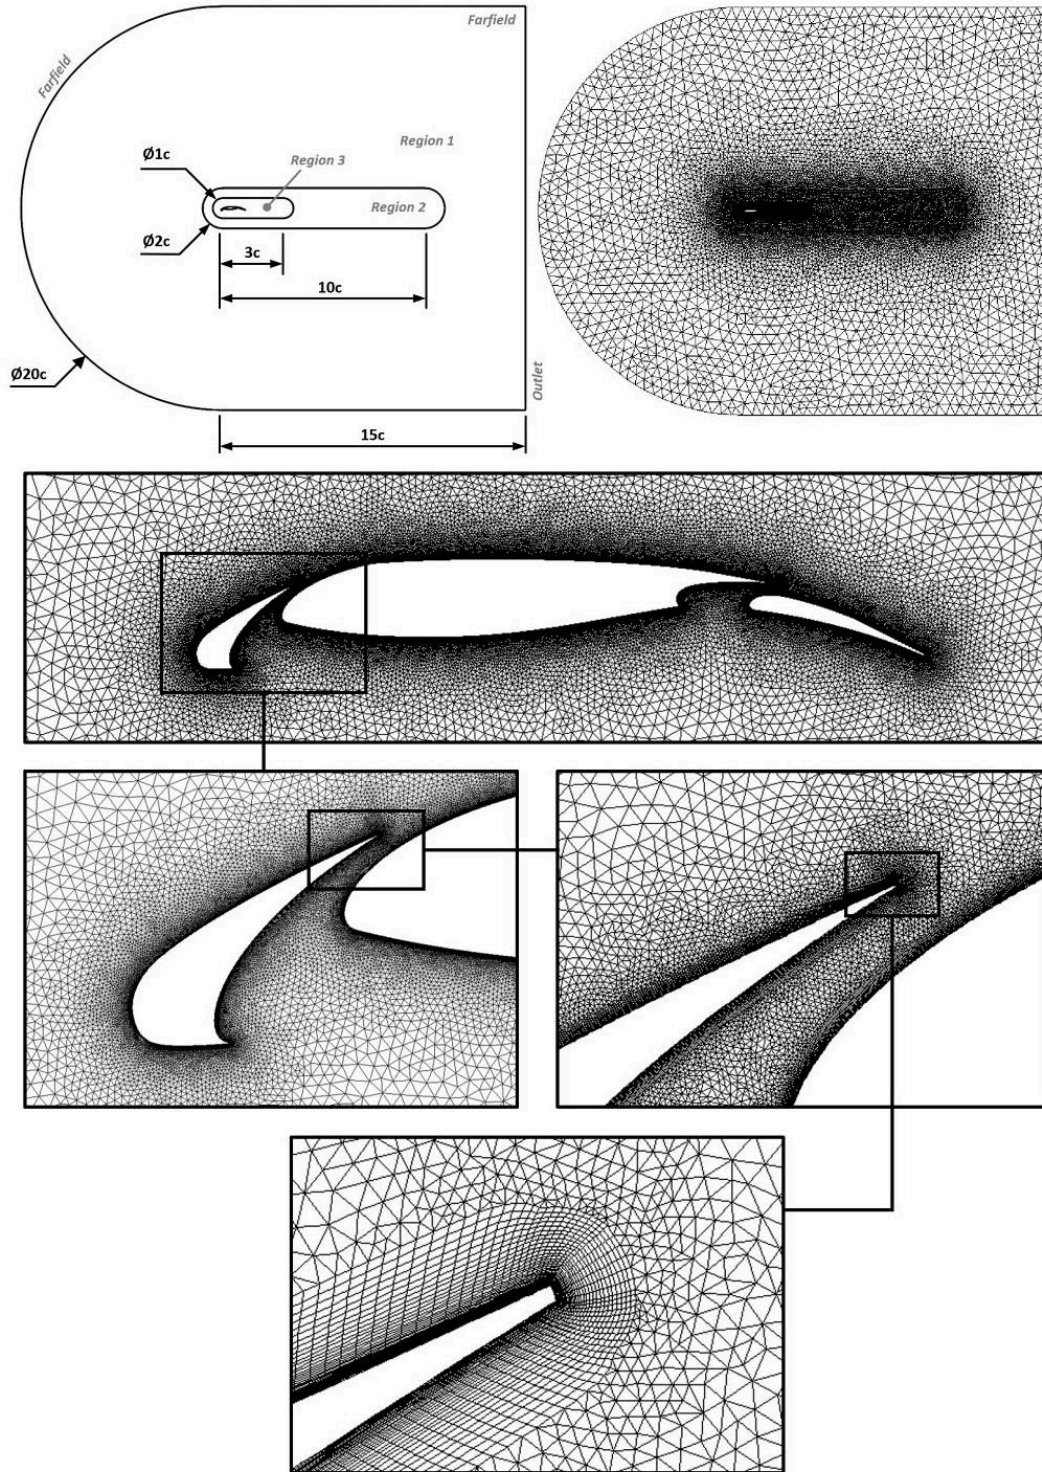 Farfield
Farfield
Region 1
Ø1c
Region 3
Region 2
Ø2c
3c
10c
Ø20c
Outlet
15c